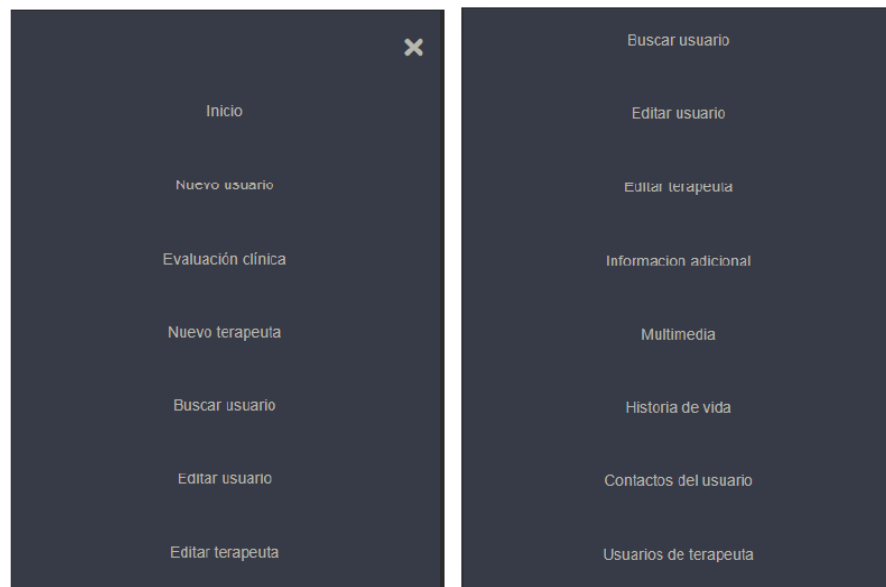 Inicio
Nuevo usuario
Evaluación clínica
Nuevo terapeuta
Buscar usuario
Editar usuario
Editar terapeuta
Buscar usuario
Editar usuario
Editar terapeuta
Informacion adicional
Multimedia
Historia de vida
Contactos del usuario
Usuarios de terapeuta